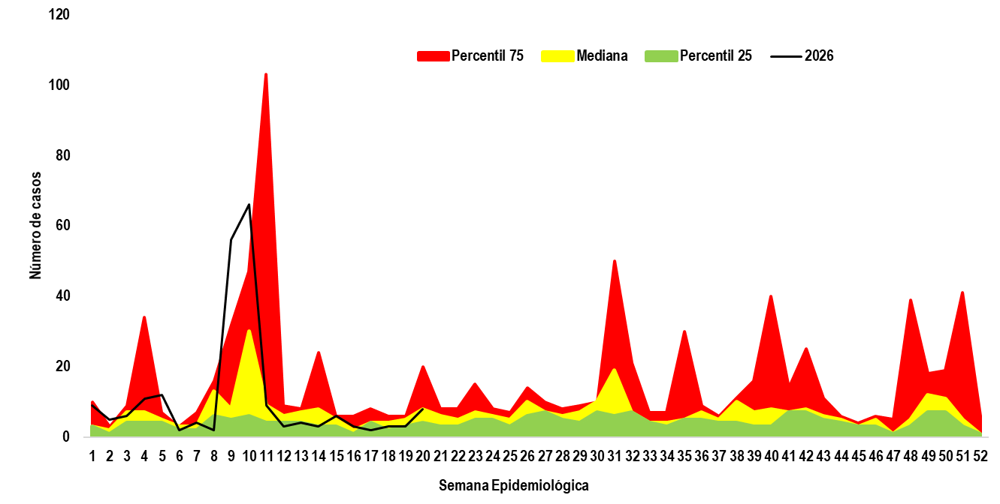 120
Percentil 75 Mediana Percentil 25 2026
100
80
60
40
20
0
Número de casos
1 2 3 4 5 6 7 8 9 10 11 12 13 14 15 16 17 18 19 20 21 22 23 24 25 26 27 28 29 30 31 32 33 34 35 36 37 38 39 40 41 42 43 44 45 46 47 48 49 50 51 52
Semana Epidemiológica